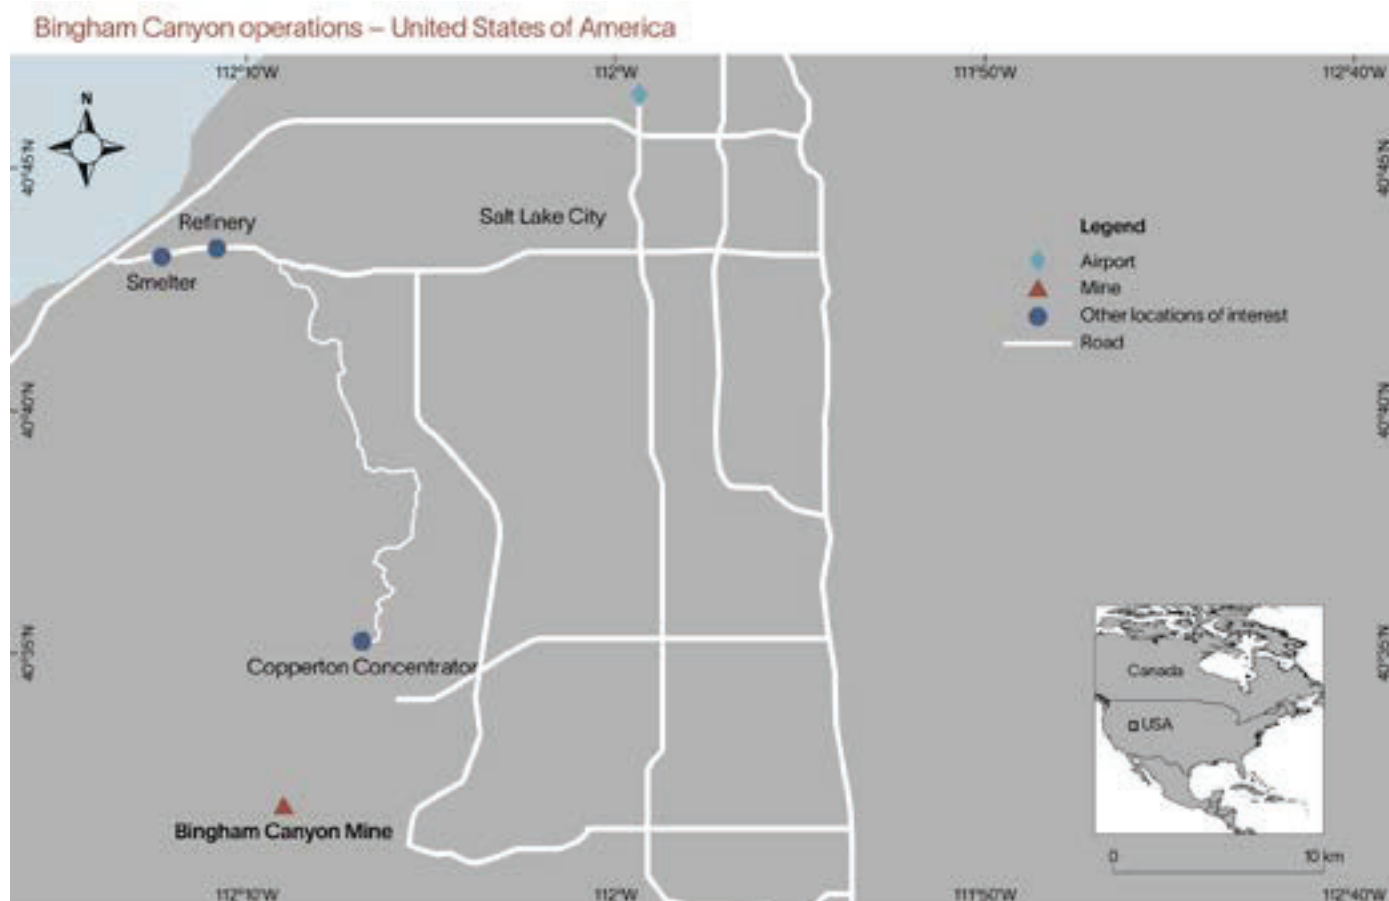 Bingham Canyon operations – United States of America
112°10'W
112°W
111°50'W
112°40'W
N
40°45'N
40°45'N
Refinery
Salt Lake City
Smelter
Legend
Airport
Mine
Other locations of interest
Road
40°40'N
40°40'N
40°35'N
40°35'N
Copperton Concentrator
Canada
USA
Bingham Canyon Mine
0
10 km
112°10'W
112°W
111°50'W
112°40'W